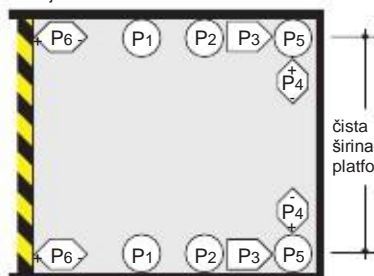 + P6 - P1 P2 P3 P5
+
P4
-
čista
širina
platfo
-
P4
+
+ P6 - P1 P2 P3 P5